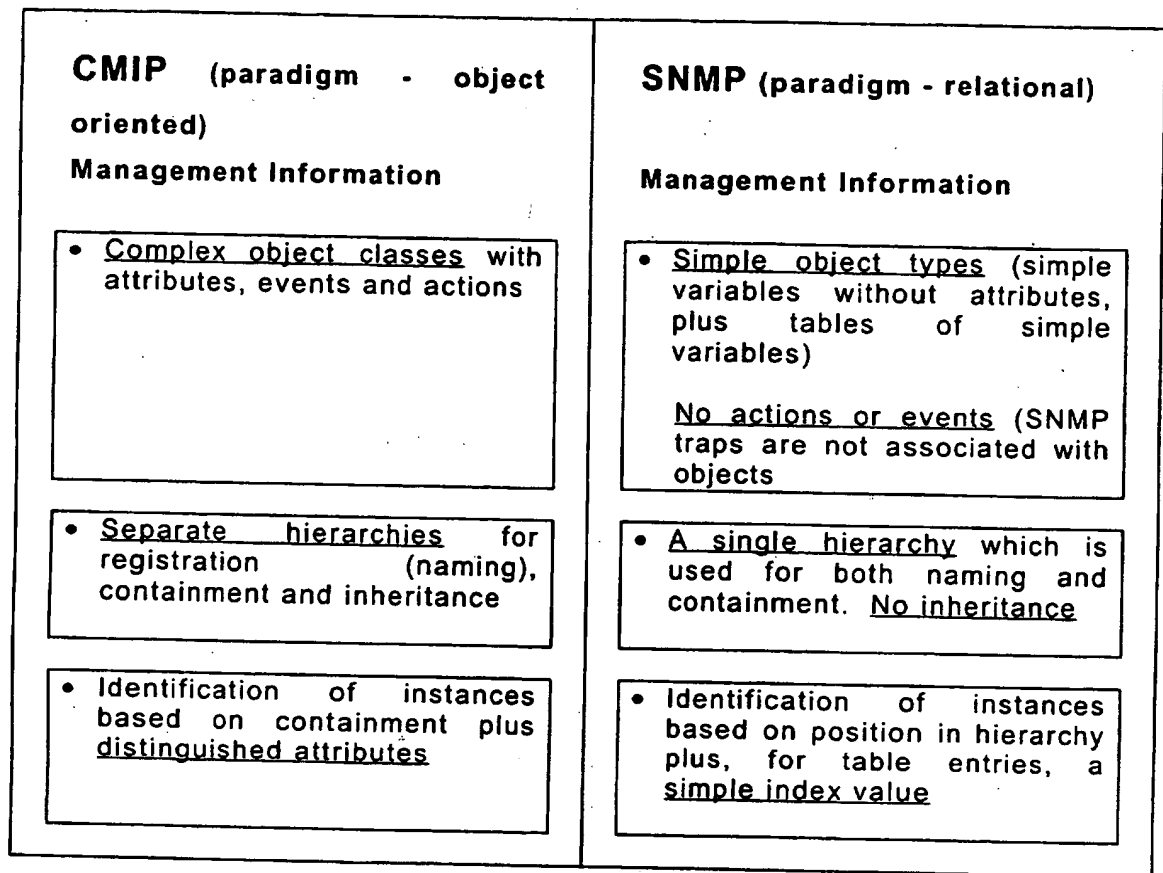 CMIP (paradigm - object
oriented)
Management Information
• Complex object classes with
attributes, events and actions
• Separate hierarchies for
registration (naming),
containment and inheritance
• Identification of instances
based on containment plus
distinguished attributes
SNMP (paradigm - relational)
Management Information
• Simple object types (simple
variables without attributes,
plus tables of simple
variables)
No actions or events (SNMP
traps are not associated with
objects
• A single hierarchy which is
used for both naming and
containment. No inheritance
• Identification of instances
based on position in hierarchy
plus, for table entries, a
simple index value